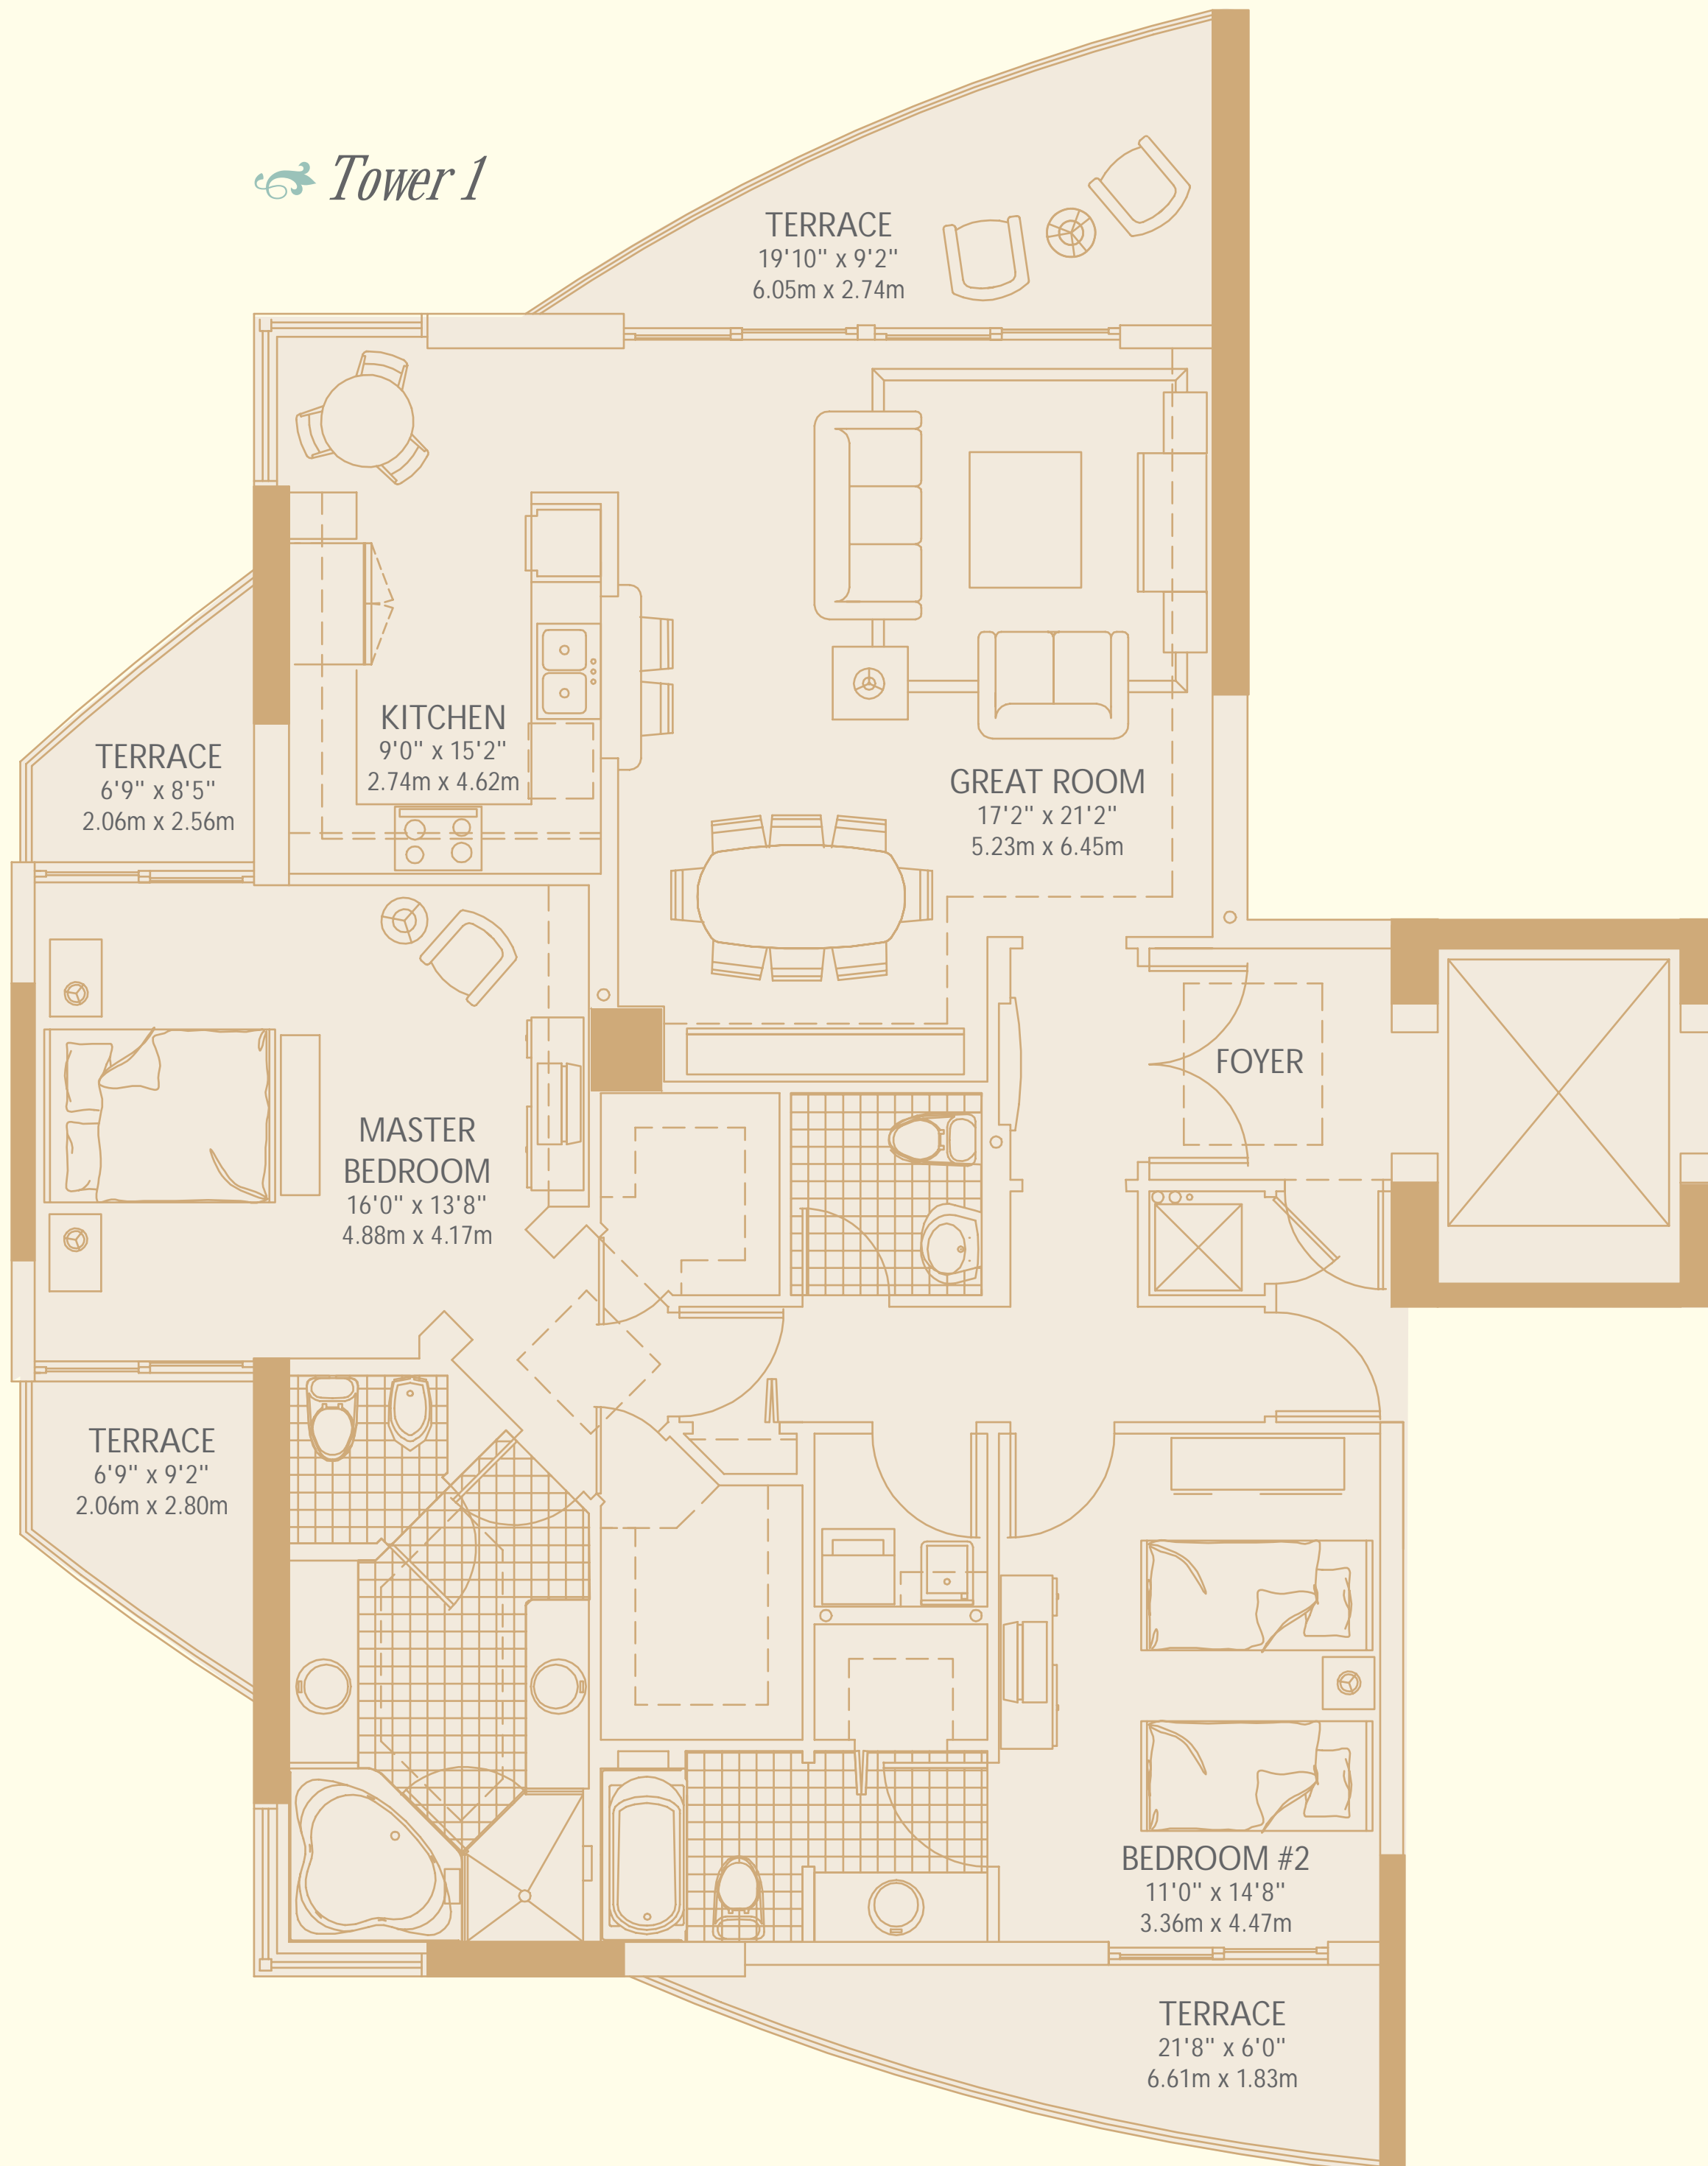 Tower 1
TERRACE
19'10" x 9'2"
6.05m x 2.74m
KITCHEN
9'0" x 15'2"
2.74m x 4.62m
TERRACE
6'9" x 8'5"
2.06m x 2.56m
GREAT ROOM
17'2" x 21'2"
5.23m x 6.45m
FOYER
MASTER
BEDROOM
16'0" x 13'8"
4.88m x 4.17m
TERRACE
6'9" x 9'2"
2.06m x 2.80m
BEDROOM #2
11'0" x 14'8"
3.36m x 4.47m
TERRACE
21'8" x 6'0"
6.61m x 1.83m